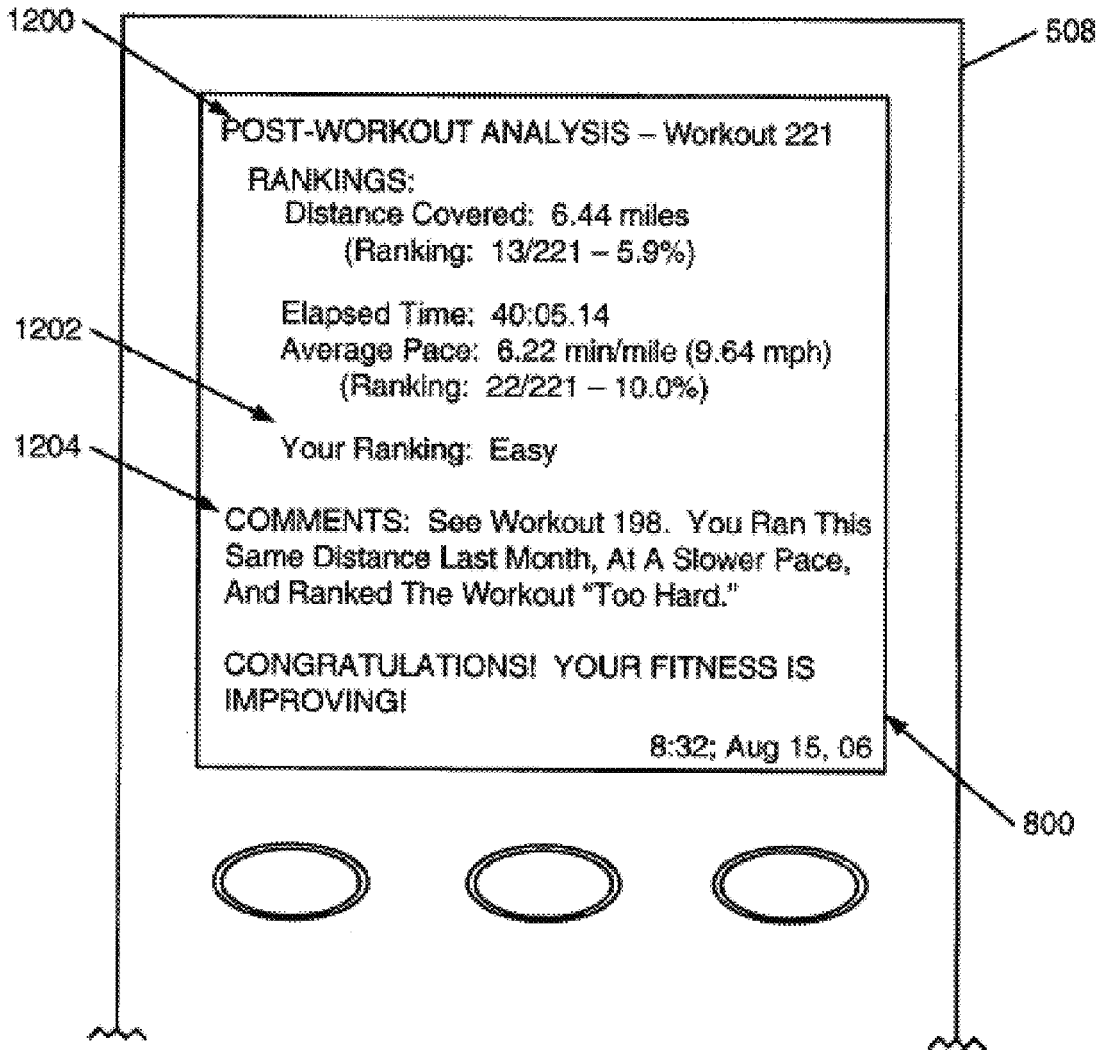 1200
508
POST-WORKOUT ANALYSIS – Workout 221
RANKINGS:
Distance Covered: 6.44 miles
(Ranking: 13/221 – 5.9%)
Elapsed Time: 40:05.14
1202
Average Pace: 6.22 min/mile (9.64 mph)
(Ranking: 22/221 – 10.0%)
1204
Your Ranking: Easy
COMMENTS: See Workout 198. You Ran This
Same Distance Last Month, At A Slower Pace,
And Ranked The Workout "Too Hard."
CONGRATULATIONS! YOUR FITNESS IS
IMPROVING!
8:32; Aug 15, 06
800